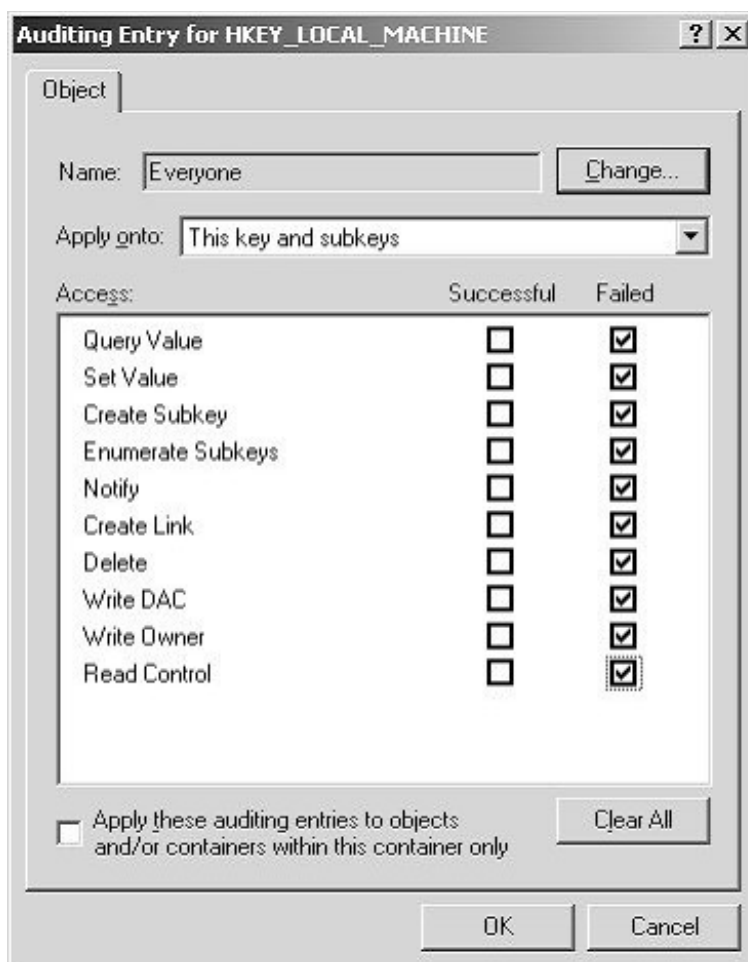 Auditing Entry for HKEY_LOCAL_MACHINE
Object
Name: Everyone Change...
Apply onto: This key and subkeys
Access: Successful Failed
Query Value
Set Value
Create Subkey
Enumerate Subkeys
Notify
Create Link
Delete
Write DAC
Write Owner
Read Control
Apply these auditing entries to objects
and/or containers within this container only
Clear All
OK Cancel